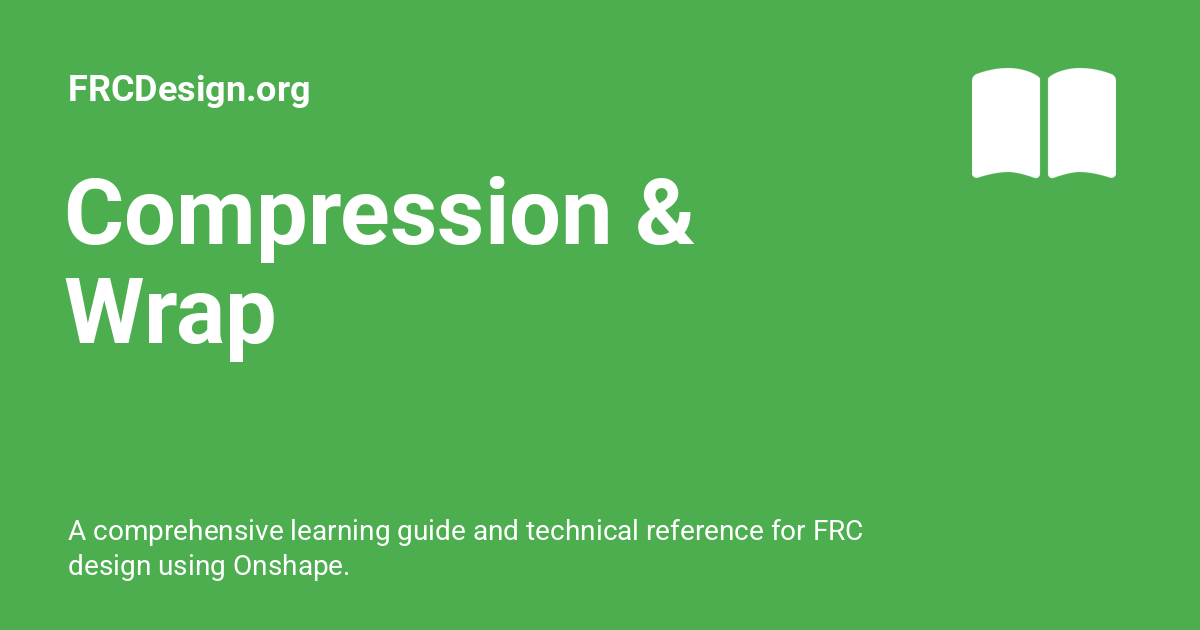 FRCDesign.org
Compression &
Wrap
A comprehensive learning guide and technical reference for FRC
design using Onshape.